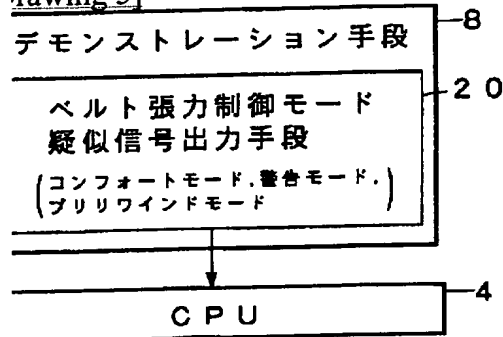 Drawing 9]
デモンストレーション手段
8
ベルト張力制御モード
疑似信号出力手段
20
(コンフォートモード,警告モード,
プリリワインドモード)
CPU
4